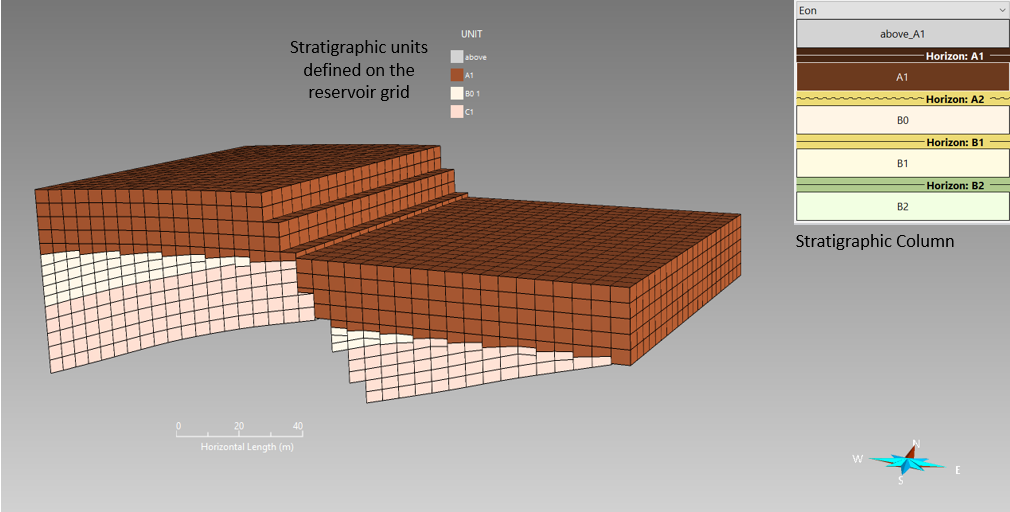 Eon
above_A1
Horizon: A1
A1
Horizon: A2
B0
Horizon: B1
B1
Horizon: B2
B2
Stratigraphic Column
Stratigraphic units
defined on the
reservoir grid
UNIT
above
A1
B0 1
C1
0 20 40
Horizontal Length (m)
N
W
E
S